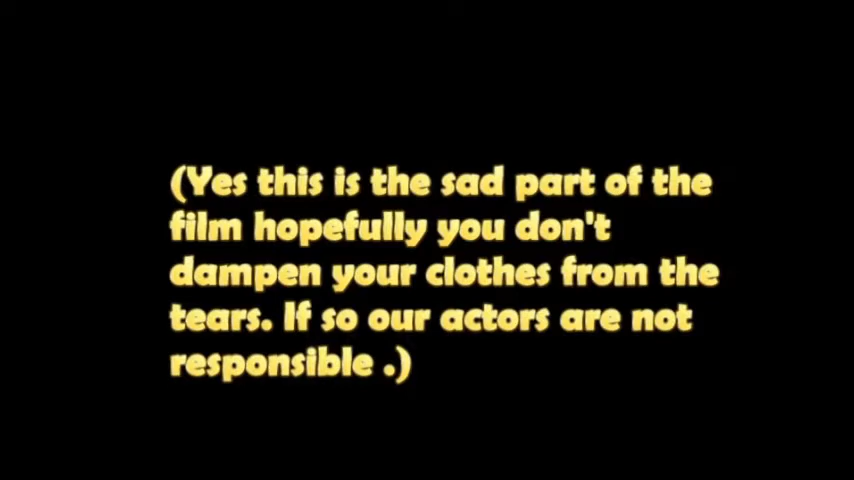 (Yes this is the sad part of the
film hopefully you don't
dampen your clothes from the
tears. If so our actors are not
responsible .)